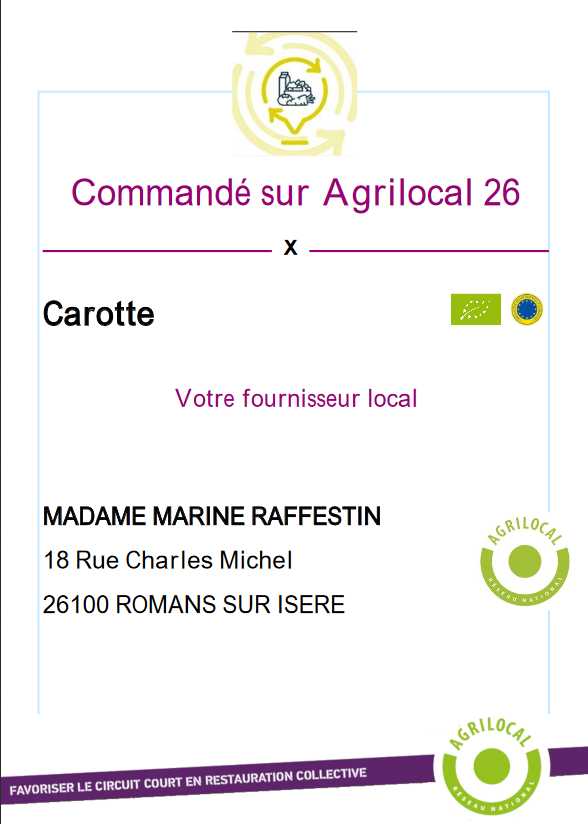 Commandé sur Agrilocal 26
x
Carotte
Votre fournisseur local
MADAME MARINE RAFFESTIN
18 Rue Charles Michel
26100 ROMANS SUR ISERE
AGRILOCAL
RÉSEAU NATIONAL
AGRILOCAL
RÉSEAU NATIONAL
FAVORISER LE CIRCUIT COURT EN RESTAURATION COLLECTIVE